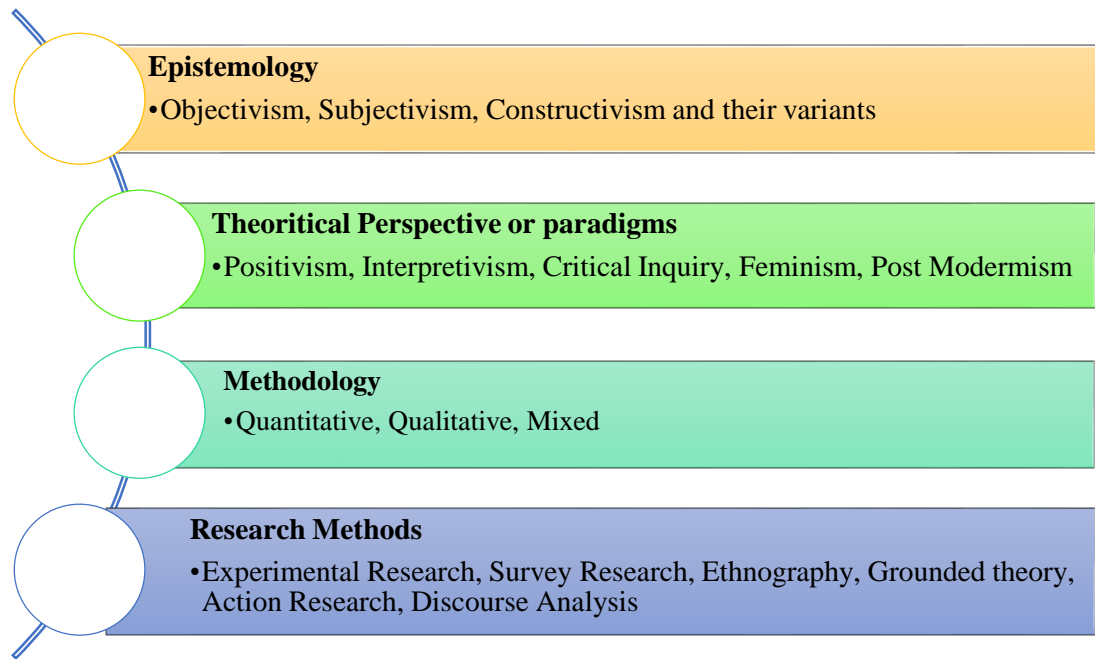 Epistemology
•Objectivism, Subjectivism, Constructivism and their variants
Theoritical Perspective or paradigms
•Positivism, Interpretivism, Critical Inquiry, Feminism, Post Modermism
Methodology
•Quantitative, Qualitative, Mixed
Research Methods
•Experimental Research, Survey Research, Ethnography, Grounded theory,
Action Research, Discourse Analysis